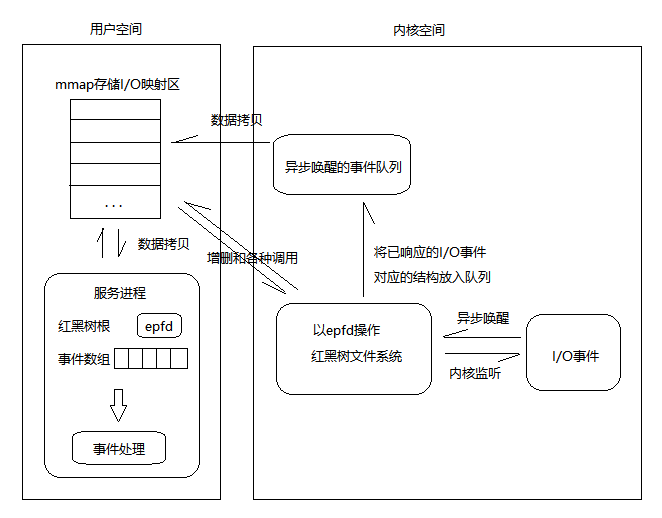 用户空间
内核空间
mmap存储I/O映射区
...
数据拷贝
异步唤醒的事件队列
数据拷贝
增删和各种调用
将已响应的I/O事件
对应的结构放入队列
服务进程
红黑树根
epfd
事件数组
事件处理
以epfd操作
红黑树文件系统
异步唤醒
内核监听
I/O事件